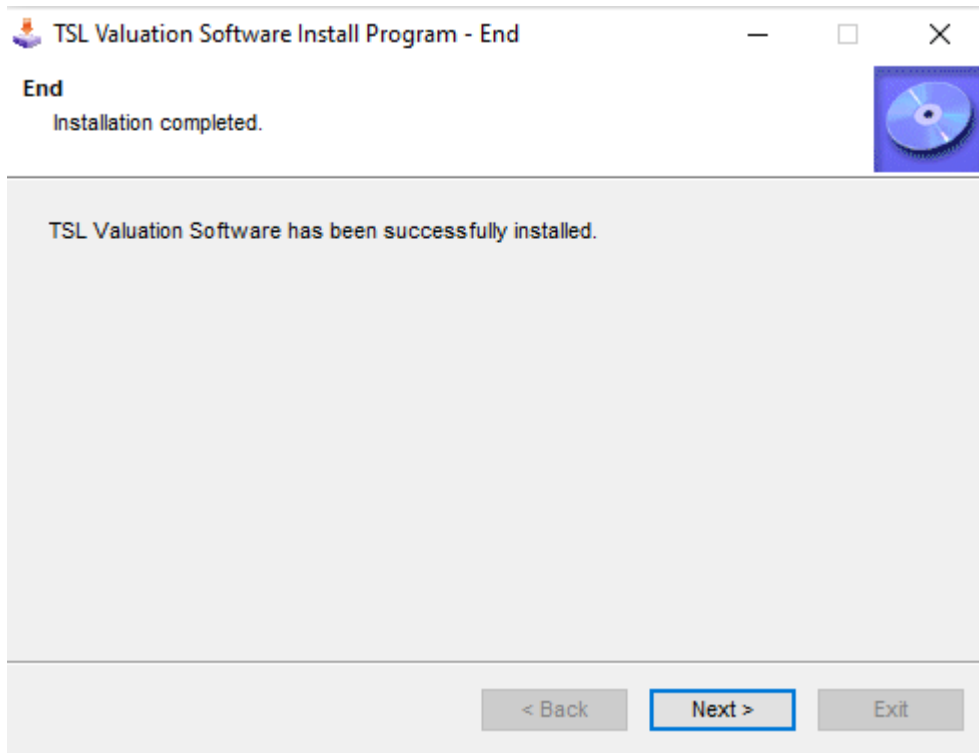 TSL Valuation Software Install Program - End
End
Installation completed.
TSL Valuation Software has been successfully installed.
< Back
Next >
Exit